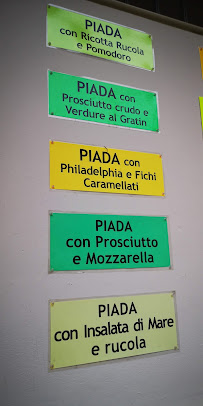 PIADA
con Ricotta Rucola
e Pomodoro
PIADA con
Prosciutto crudo e
Verdure al Gratin
PIADA con
Philadelphia e Fichi
Caramellati
PIADA
con Prosciutto
e Mozzarella
PIADA
con Insalata di Mare
e rucola